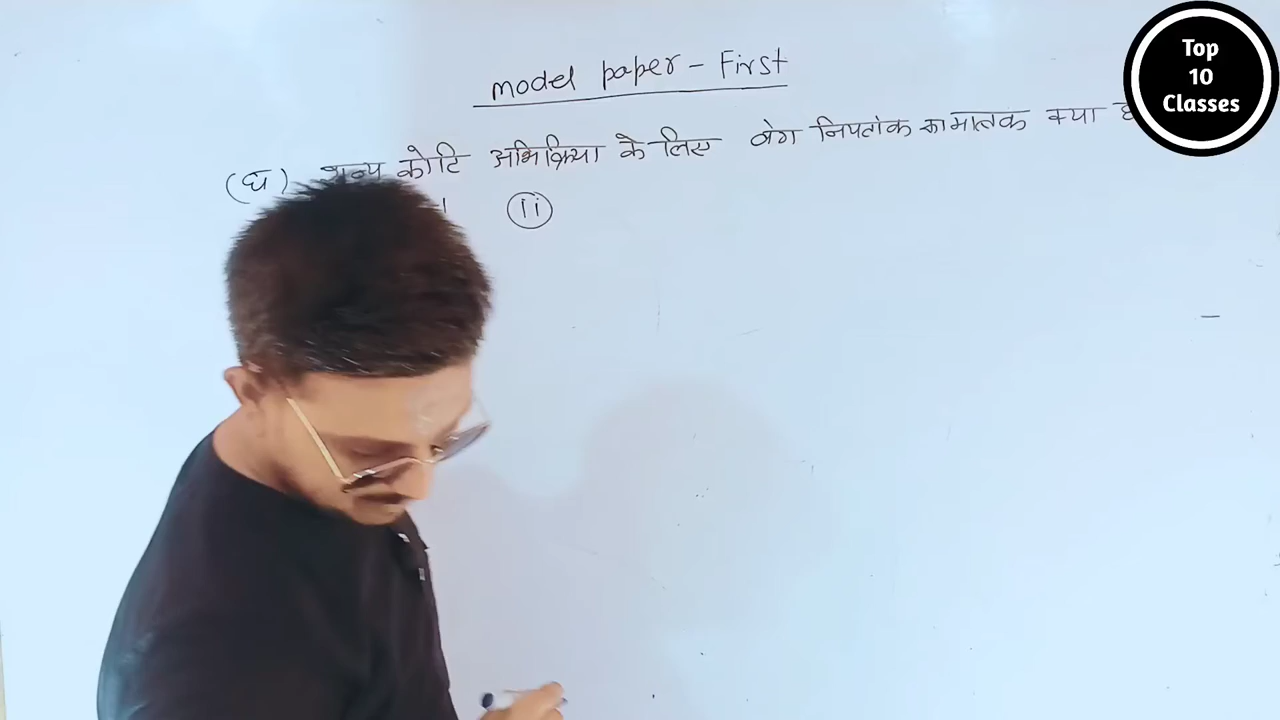 Model paper - First
(घ) शून्य कोटि अभिक्रिया के लिए वेग नियतांक का मात्रक क्या
(ii)
Top
10
Classes